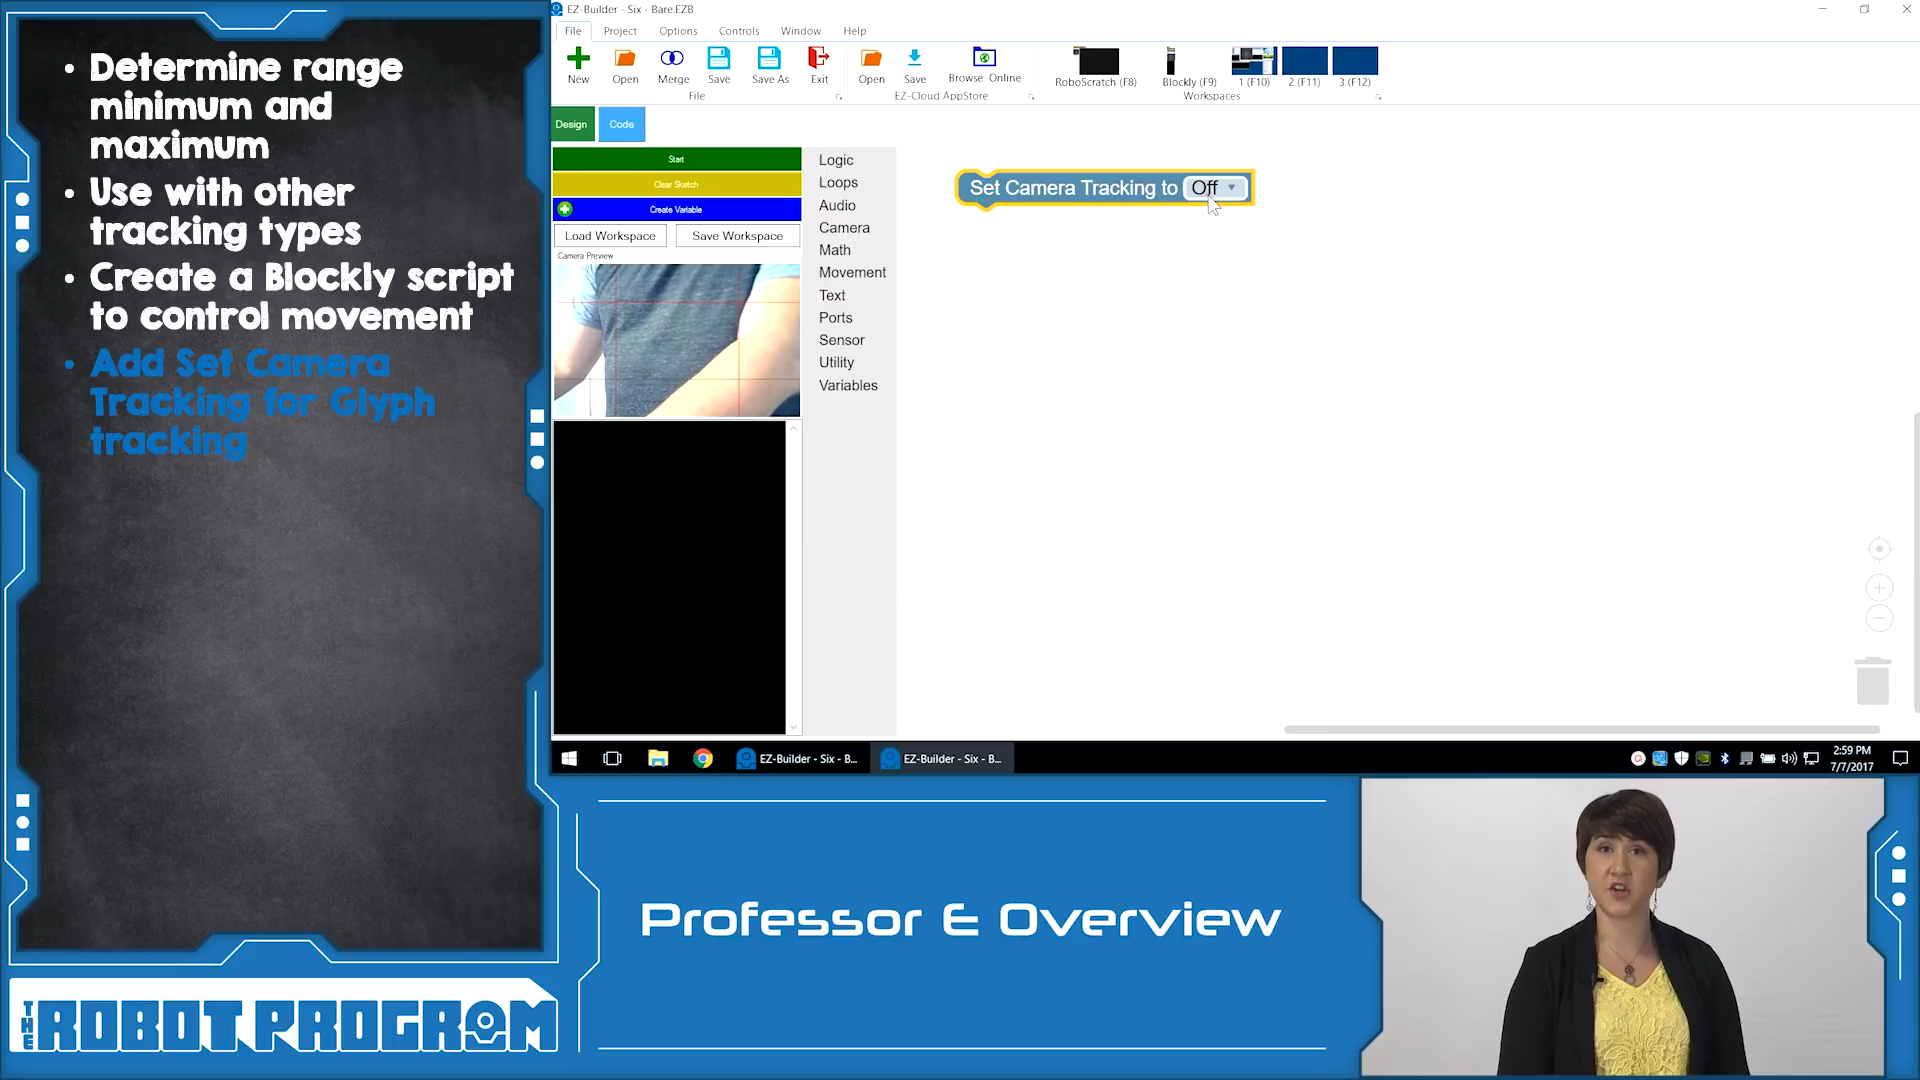 • Determine range
minimum and
maximum
• Use with other
tracking types
• Create a Blockly script
to control movement
• Add Set Camera
Tracking for Glyph
tracking
THE ROBOT PROGRAM
EZ-Builder - Six - Bare.EZB
File Project Options Controls Window Help
New Open Merge Save Save As Exit Open Save Browse Online RoboScratch (F8) Blockly (F9) 1 (F10) 2 (F11) 3 (F12)
File EZ-Cloud AppStore Workspaces
Design Code
Start
Clear Sketch
Create Variable
Load Workspace Save Workspace
Camera Preview
Logic
Loops
Audio
Camera
Math
Movement
Text
Ports
Sensor
Utility
Variables
Set Camera Tracking to Off
EZ-Builder - Six - B... EZ-Builder - Six - B...
2:59 PM
7/7/2017
Professor E Overview